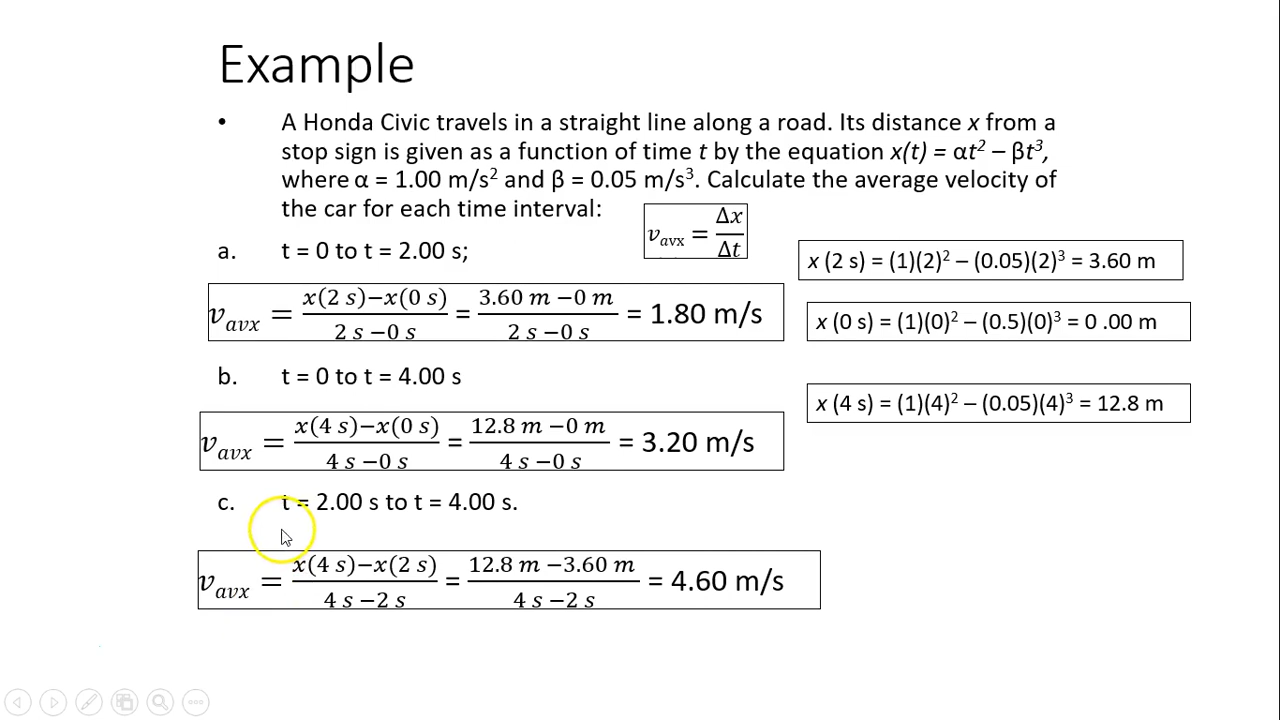 Example
• A Honda Civic travels in a straight line along a road. Its distance x from a
stop sign is given as a function of time t by the equation x(t) = αt² – βt³,
where α = 1.00 m/s² and β = 0.05 m/s³. Calculate the average velocity of
the car for each time interval:
v_avx = Δx/Δt
a. t = 0 to t = 2.00 s;
x (2 s) = (1)(2)² – (0.05)(2)³ = 3.60 m
v_avx = (x(2 s)−x(0 s))/(2 s −0 s) = (3.60 m −0 m)/(2 s −0 s) = 1.80 m/s
x (0 s) = (1)(0)² – (0.5)(0)³ = 0 .00 m
b. t = 0 to t = 4.00 s
x (4 s) = (1)(4)² – (0.05)(4)³ = 12.8 m
v_avx = (x(4 s)−x(0 s))/(4 s −0 s) = (12.8 m −0 m)/(4 s −0 s) = 3.20 m/s
c. t = 2.00 s to t = 4.00 s.
v_avx = (x(4 s)−x(2 s))/(4 s −2 s) = (12.8 m −3.60 m)/(4 s −2 s) = 4.60 m/s